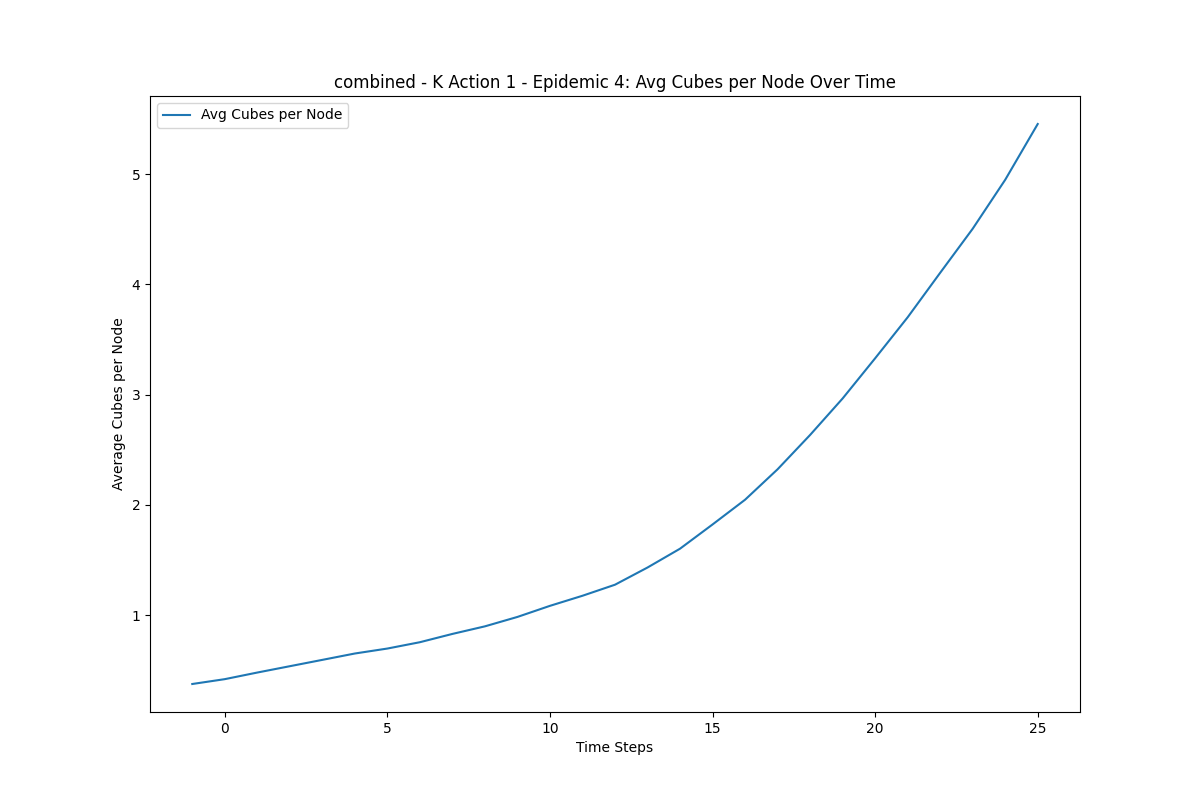 combined - K Action 1 - Epidemic 4: Avg Cubes per Node Over Time
Avg Cubes per Node
Average Cubes per Node
5
4
3
2
1
0 5 10 15 20 25
Time Steps